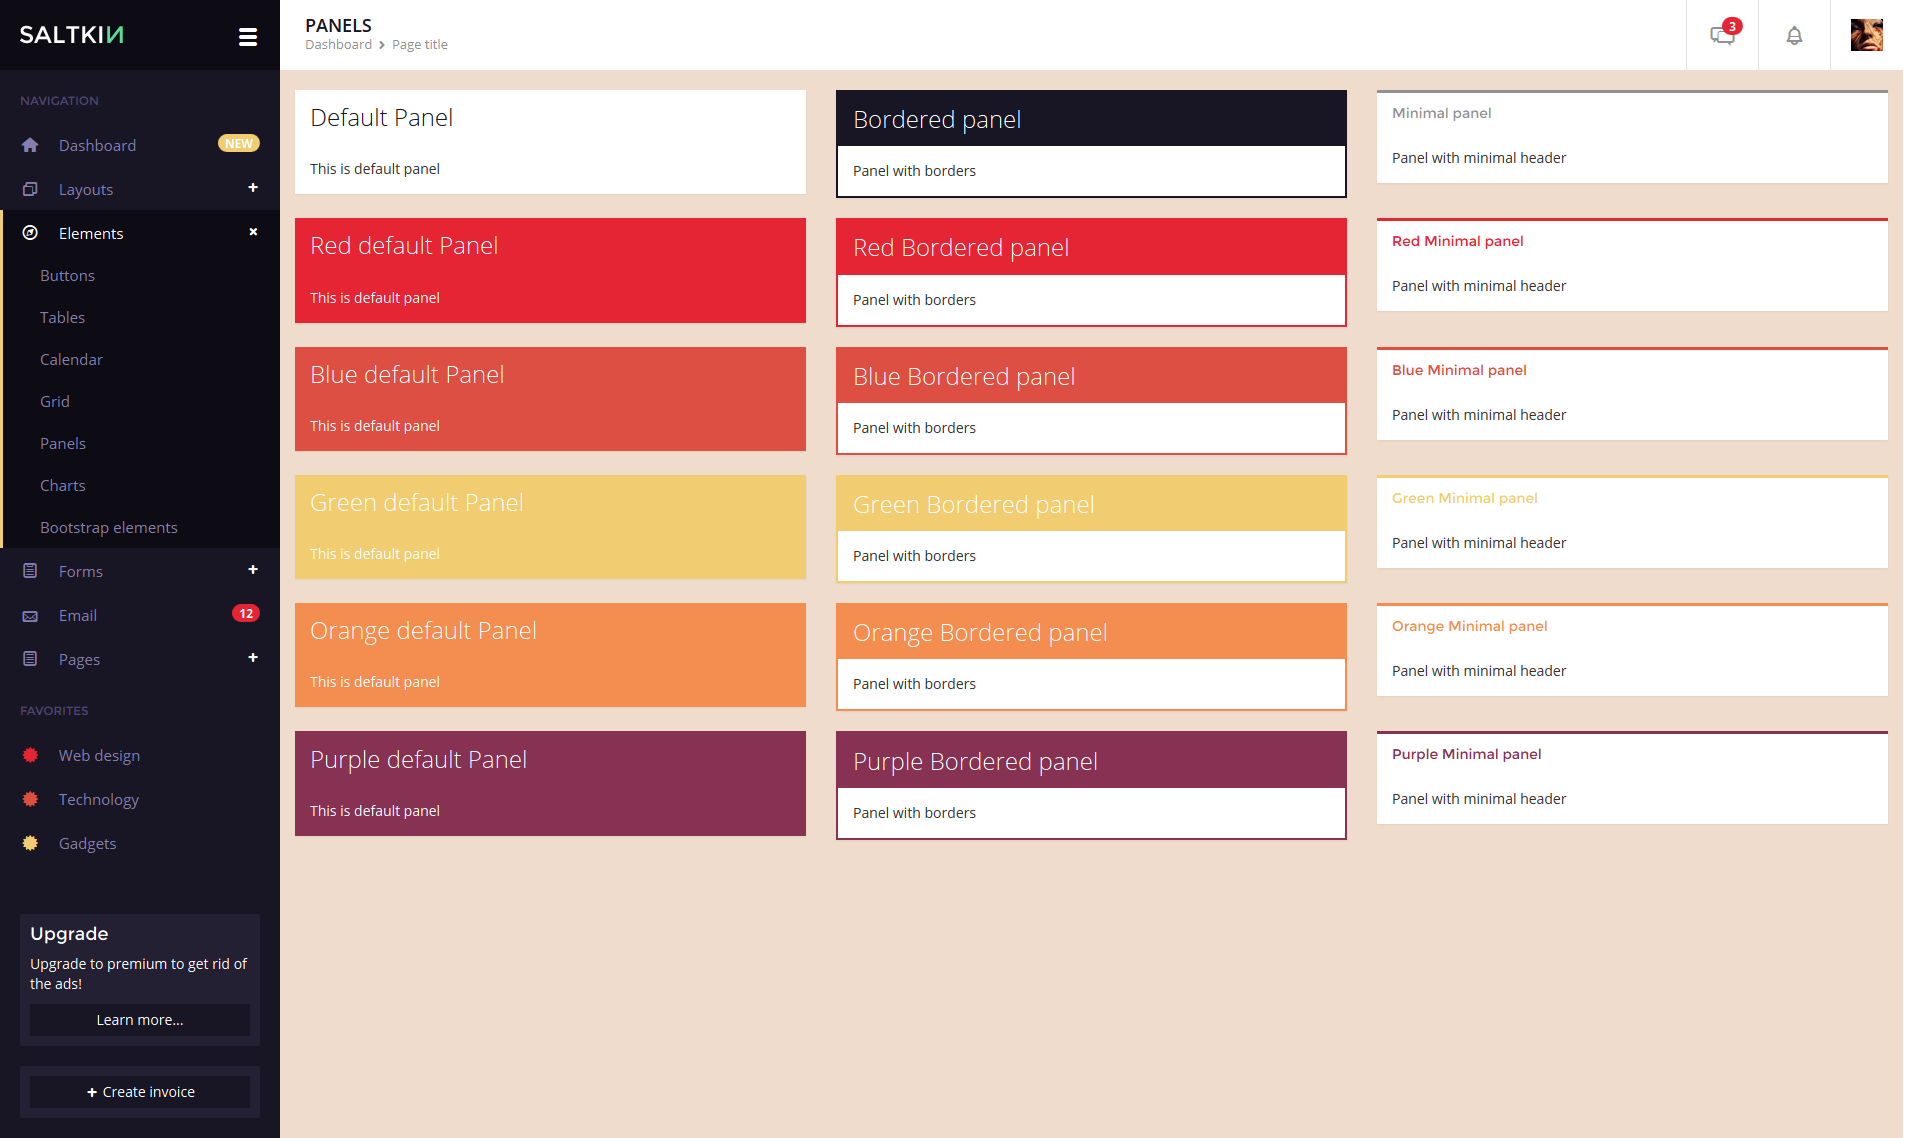 SALTKIN
NAVIGATION
Dashboard NEW
Layouts
Elements
Buttons
Tables
Calendar
Grid
Panels
Charts
Bootstrap elements
Forms
Email 12
Pages
FAVORITES
Web design
Technology
Gadgets
Upgrade
Upgrade to premium to get rid of
the ads!
Learn more...
+ Create invoice
PANELS
Dashboard > Page title
3
Default Panel
This is default panel
Bordered panel
Panel with borders
Minimal panel
Panel with minimal header
Red default Panel
This is default panel
Red Bordered panel
Panel with borders
Red Minimal panel
Panel with minimal header
Blue default Panel
This is default panel
Blue Bordered panel
Panel with borders
Blue Minimal panel
Panel with minimal header
Green default Panel
This is default panel
Green Bordered panel
Panel with borders
Green Minimal panel
Panel with minimal header
Orange default Panel
This is default panel
Orange Bordered panel
Panel with borders
Orange Minimal panel
Panel with minimal header
Purple default Panel
This is default panel
Purple Bordered panel
Panel with borders
Purple Minimal panel
Panel with minimal header